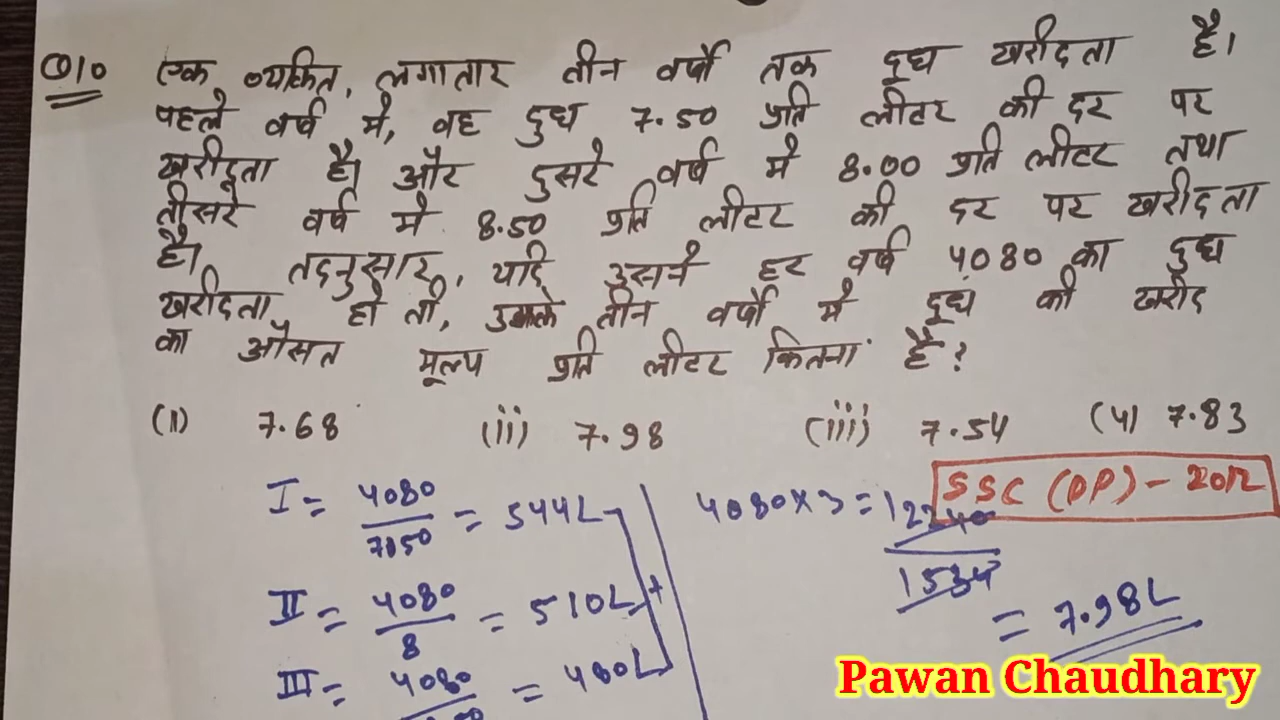 Q10 एक व्यकित, लगातार तीन वर्षो तक दूध खरीदता है।
पहले वर्ष मे, वह दुध 7.50 प्रति लीटर की दर पर
खरीदता है। और दुसरे वर्ष मे 8.00 प्रति लीटर तथा
तीसरे वर्ष मे 8.50 प्रति लीटर की दर पर खरीदता
है। तदनुसार, यदि उसने हर वर्ष 4080 का दुध
खरीदता हो तो, उसके तीन वर्षो मे दूध की खरीद
का औसत मूल्य प्रति लीटर कितना है?
(1) 7.68 (ii) 7.98 (iii) 7.54 (4) 7.83
SSC (DP) - 2012
I = 4080/7.50 = 544L
4080×3 = 12240/1534
II = 4080/8 = 510L +
= 7.98L
III = 4080 = 480L
Pawan Chaudhary